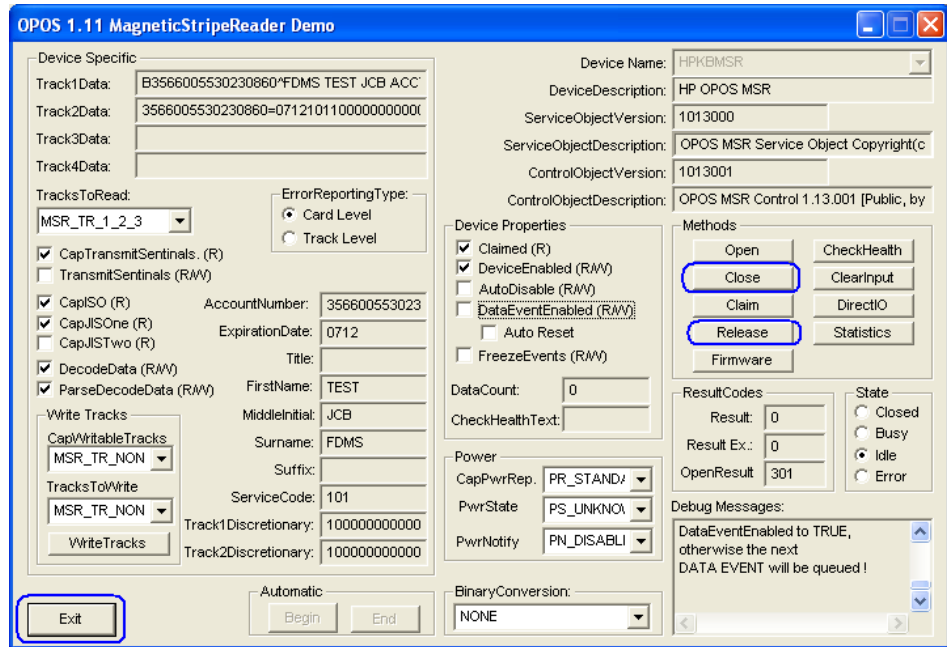 OPOS 1.11 MagneticStripeReader Demo
Device Specific
Track1Data: B3566005530230860^FDMS TEST JCB ACC
Track2Data: 3566005530230860=071210110000000000
Track3Data:
Track4Data:
TracksToRead:
MSR_TR_1_2_3
ErrorReportingType:
Card Level
Track Level
CapTransmitSentinals. (R)
TransmitSentinals (R/W)
CapISO (R)
CapJISOne (R)
CapJISTwo (R)
DecodeData (R/W)
ParseDecodeData (R/W)
AccountNumber: 356600553023
ExpirationDate: 0712
Title:
FirstName: TEST
MiddleInitial: JCB
Surname: FDMS
Suffix:
ServiceCode: 101
Track1Discretionary: 100000000000
Track2Discretionary: 100000000000
Write Tracks
CapWritableTracks
MSR_TR_NON
TracksToWrite
MSR_TR_NON
WriteTracks
Exit
Automatic
Begin End
Device Name: HPKBMSR
DeviceDescription: HP OPOS MSR
ServiceObjectVersion: 1013000
ServiceObjectDescription: OPOS MSR Service Object Copyright(c
ControlObjectVersion: 1013001
ControlObjectDescription: OPOS MSR Control 1.13.001 [Public, by
Device Properties
Claimed (R)
DeviceEnabled (R/W)
AutoDisable (R/W)
DataEventEnabled (R/W)
Auto Reset
FreezeEvents (R/W)
DataCount: 0
CheckHealthText:
Power
CapPwrRep. PR_STANDA
PwrState PS_UNKNOW
PwrNotify PN_DISABLI
BinaryConversion:
NONE
Methods
Open CheckHealth
Close ClearInput
Claim DirectIO
Release Statistics
Firmware
ResultCodes
Result: 0
Result Ex.: 0
OpenResult 301
State
Closed
Busy
Idle
Error
Debug Messages:
DataEventEnabled to TRUE,
otherwise the next
DATA EVENT will be queued !